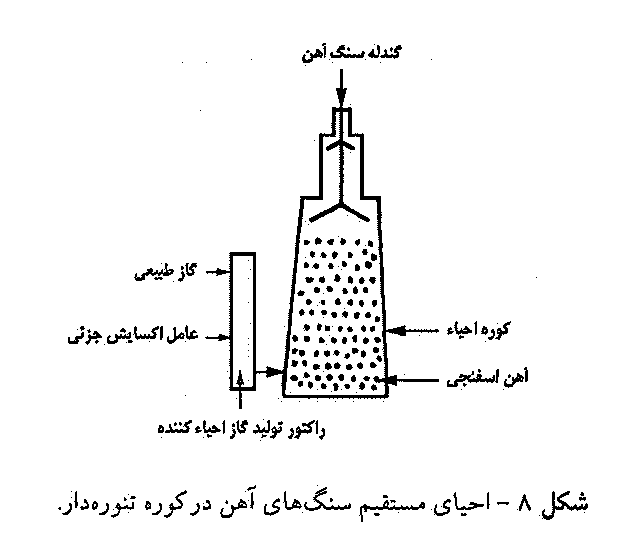 گندله سنگ آهن
گاز طبیعی
عامل اکسایش جزئی
کوره احیاء
آهن اسفنجی
راکتور تولید گاز احیاء کننده
شکل ۸ – احیای مستقیم سنگ‌های آهن در کوره تنوره‌دار.